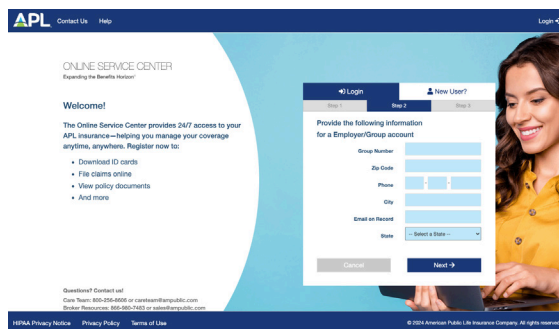 APL Contact Us Help Login
ONLINE SERVICE CENTER
Expanding the Benefits Horizon®
Welcome!
The Online Service Center provides 24/7 access to your
APL insurance—helping you manage your coverage
anytime, anywhere. Register now to:
• Download ID cards
• File claims online
• View policy documents
• And more
Questions? Contact us!
Care Team: 800-256-8606 or careteam@ampublic.com
Broker Resources: 866-980-7483 or sales@ampublic.com
Login New User?
Step 1 Step 2 Step 3
Provide the following information
for a Employer/Group account
Group Number
Zip Code
Phone - -
City
Email on Record
State -- Select a State --
Cancel Next →
HIPAA Privacy Notice Privacy Policy Terms of Use © 2024 American Public Life Insurance Company. All rights reserved